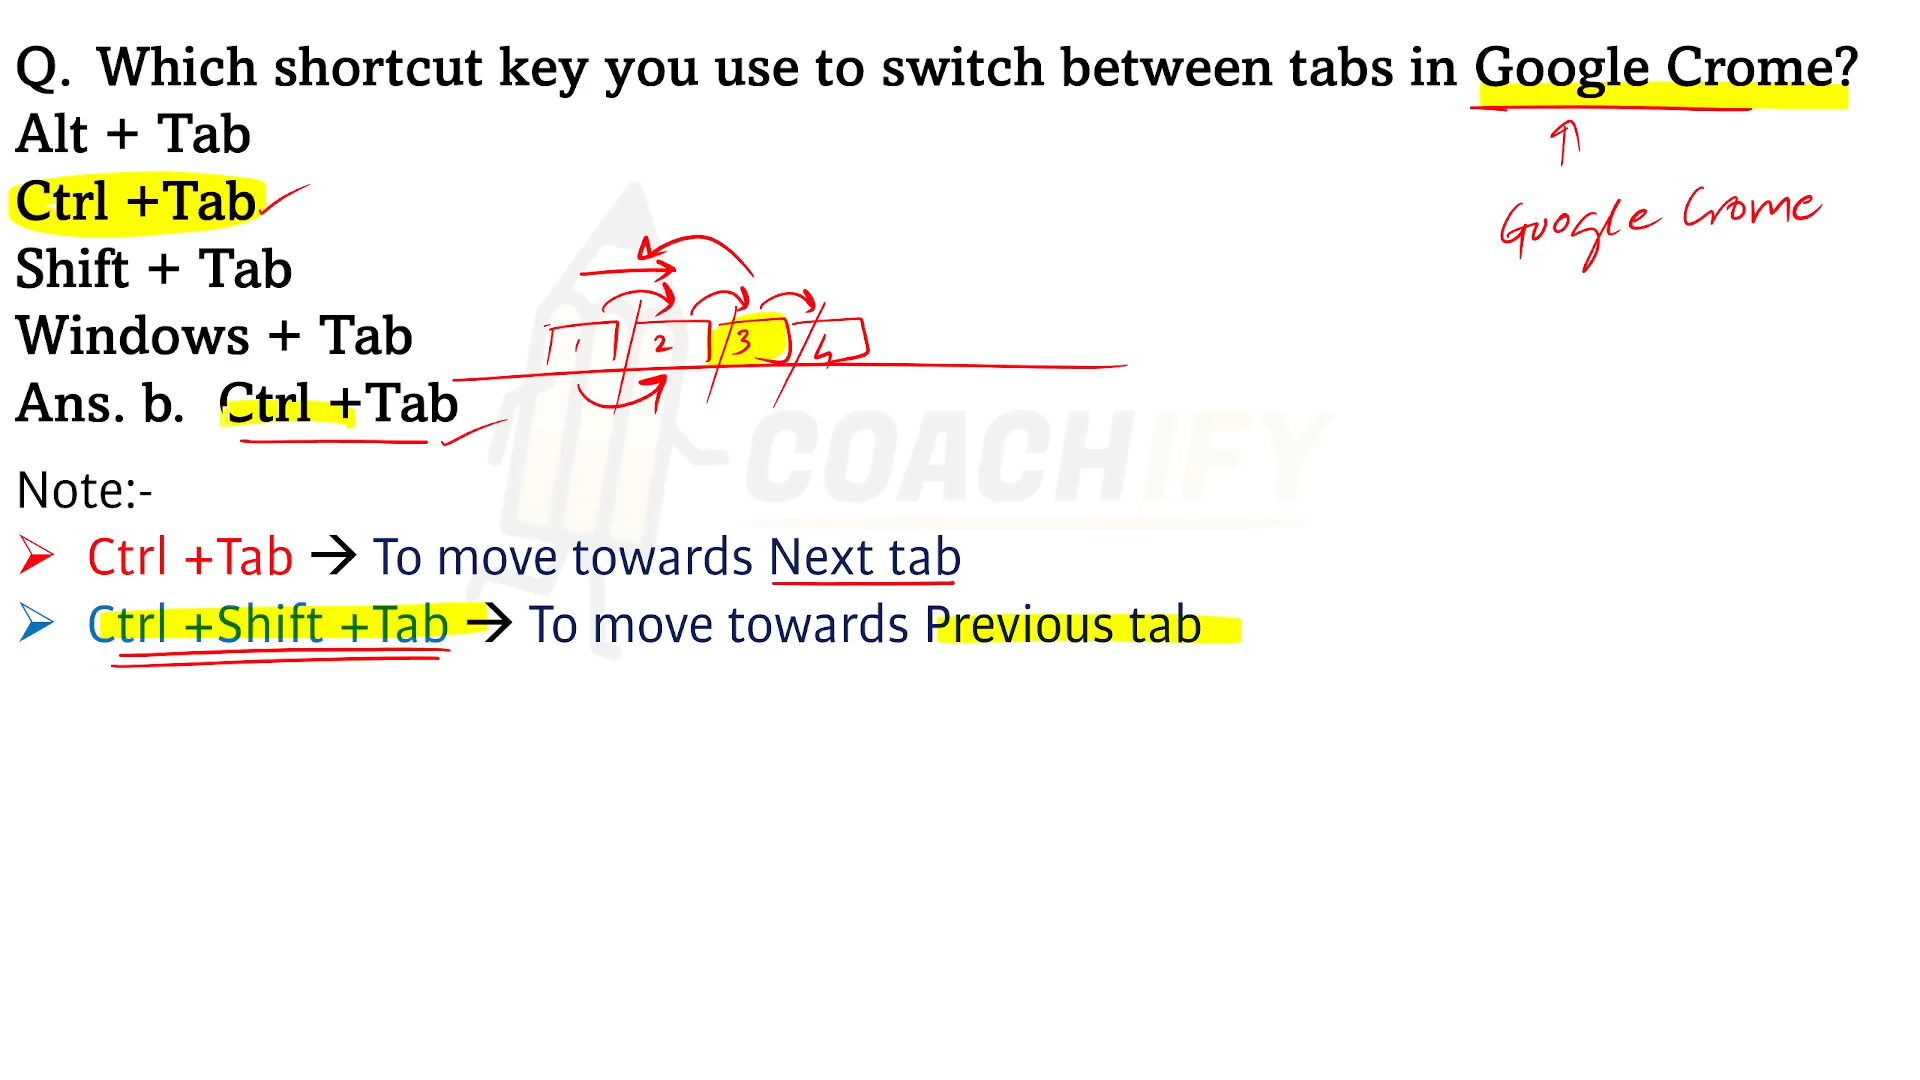 Q. Which shortcut key you use to switch between tabs in Google Crome?
Alt + Tab
Ctrl +Tab
Shift + Tab
Windows + Tab
Ans. b. Ctrl +Tab
Google Crome
1 2 3 4
COACHIFY
Note:-
➢ Ctrl +Tab → To move towards Next tab
➢ Ctrl +Shift +Tab → To move towards Previous tab